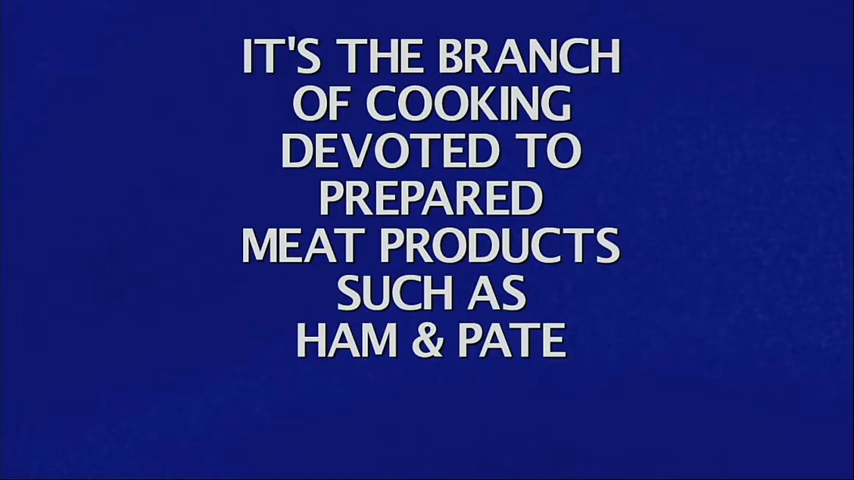 IT'S THE BRANCH
OF COOKING
DEVOTED TO
PREPARED
MEAT PRODUCTS
SUCH AS
HAM & PATE